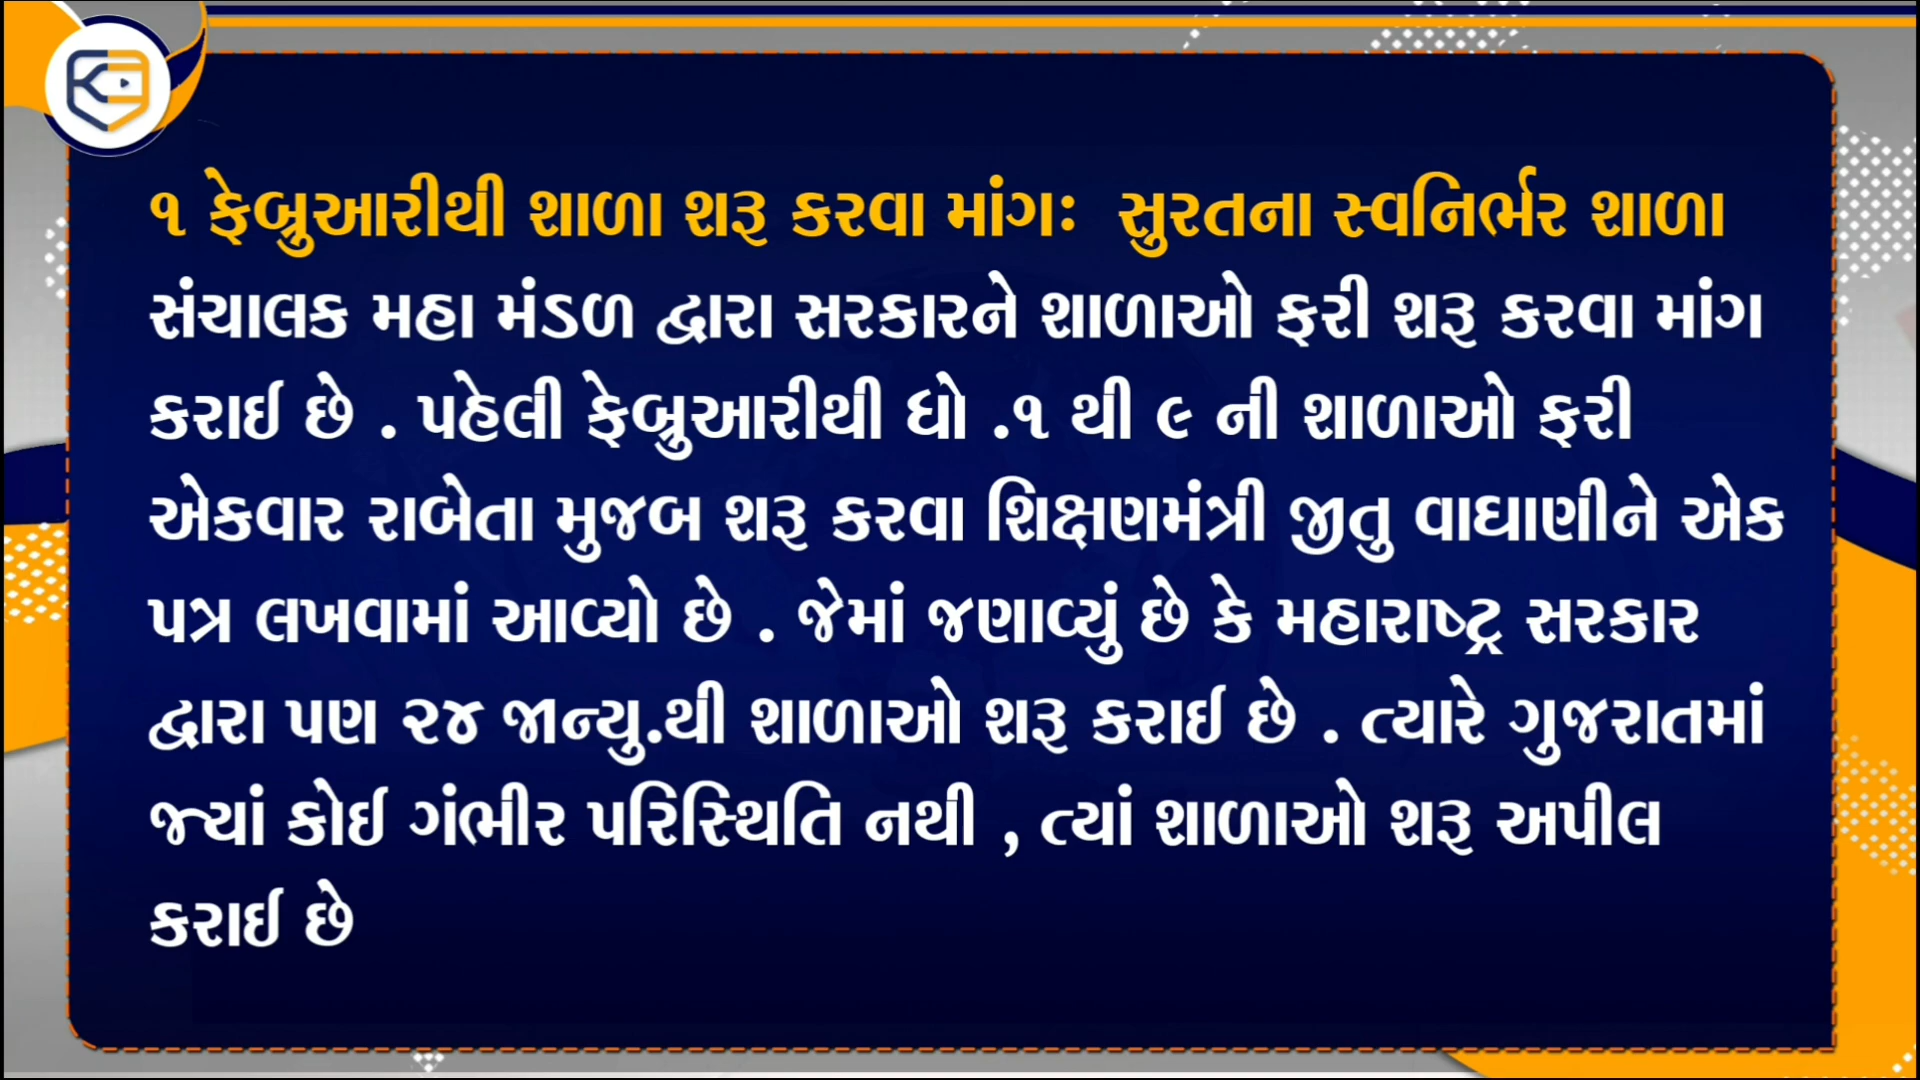 ૧ ફેબ્રુઆરીથી શાળા શરૂ કરવા માંગઃ સુરતના સ્વનિર્ભર શાળા
સંચાલક મહા મંડળ દ્વારા સરકારને શાળાઓ ફરી શરૂ કરવા માંગ
કરાઈ છે . પહેલી ફેબ્રુઆરીથી ધો .૧ થી ૯ ની શાળાઓ ફરી
એકવાર રાબેતા મુજબ શરૂ કરવા શિક્ષણમંત્રી જીતુ વાઘાણીને એક
પત્ર લખવામાં આવ્યો છે . જેમાં જણાવ્યું છે કે મહારાષ્ટ્ર સરકાર
દ્વારા પણ ૨૪ જાન્યુ.થી શાળાઓ શરૂ કરાઈ છે . ત્યારે ગુજરાતમાં
જ્યાં કોઈ ગંભીર પરિસ્થિતિ નથી , ત્યાં શાળાઓ શરૂ અપીલ
કરાઈ છે